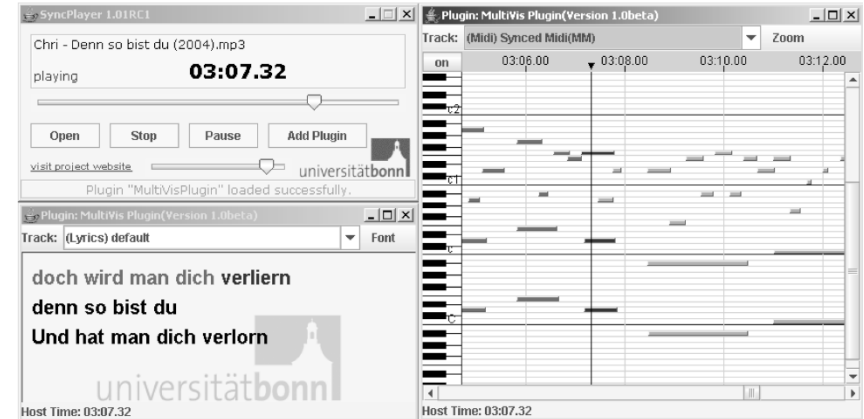 SyncPlayer 1.01RC1
Chri - Denn so bist du (2004).mp3
playing
03:07.32
Open Stop Pause Add Plugin
visit project website
universitätbonn
Plugin "MultiVisPlugin" loaded successfully.
Plugin: MultiVis Plugin(Version 1.0beta)
Track: (Lyrics) default Font
doch wird man dich verliern
denn so bist du
Und hat man dich verlorn
universitätbonn
Host Time: 03:07.32
Plugin: MultiVis Plugin(Version 1.0beta)
Track: (Midi) Synced Midi(MM) Zoom
on 03:06.00 03:08.00 03:10.00 03:12.00
c2
c1
c
C
Host Time: 03:07.32